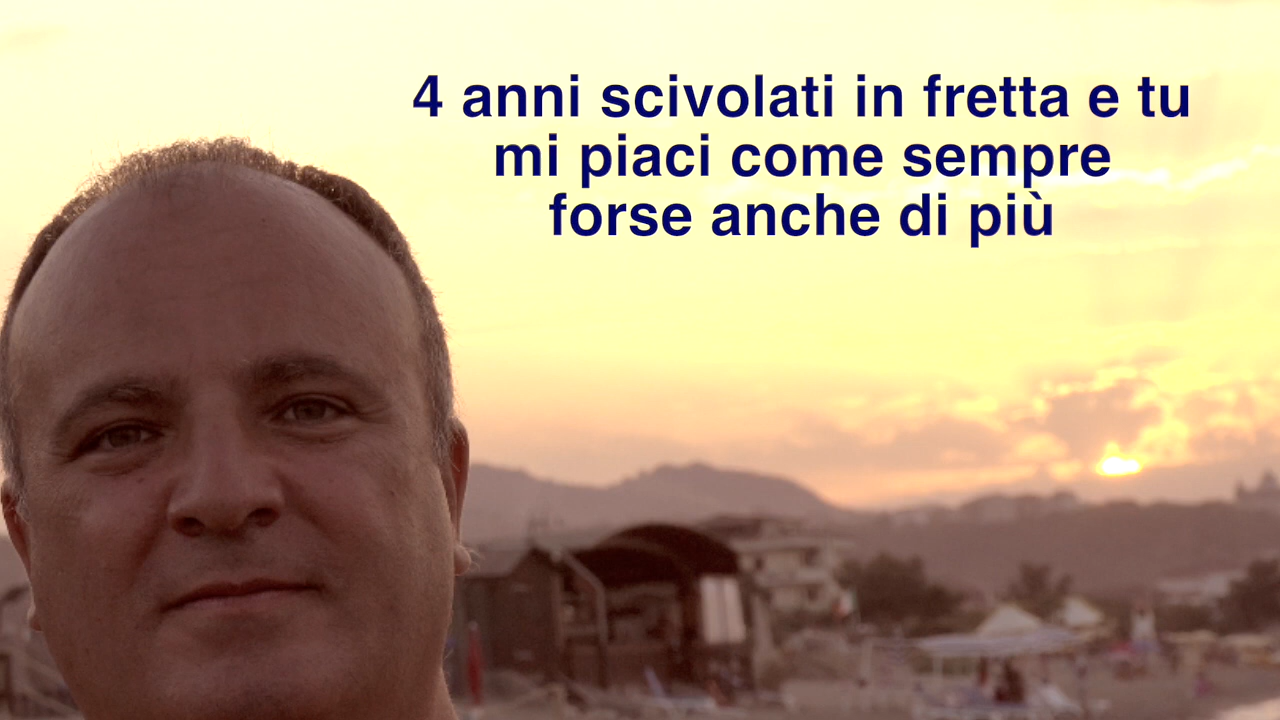 4 anni scivolati in fretta e tu
mi piaci come sempre
forse anche di più